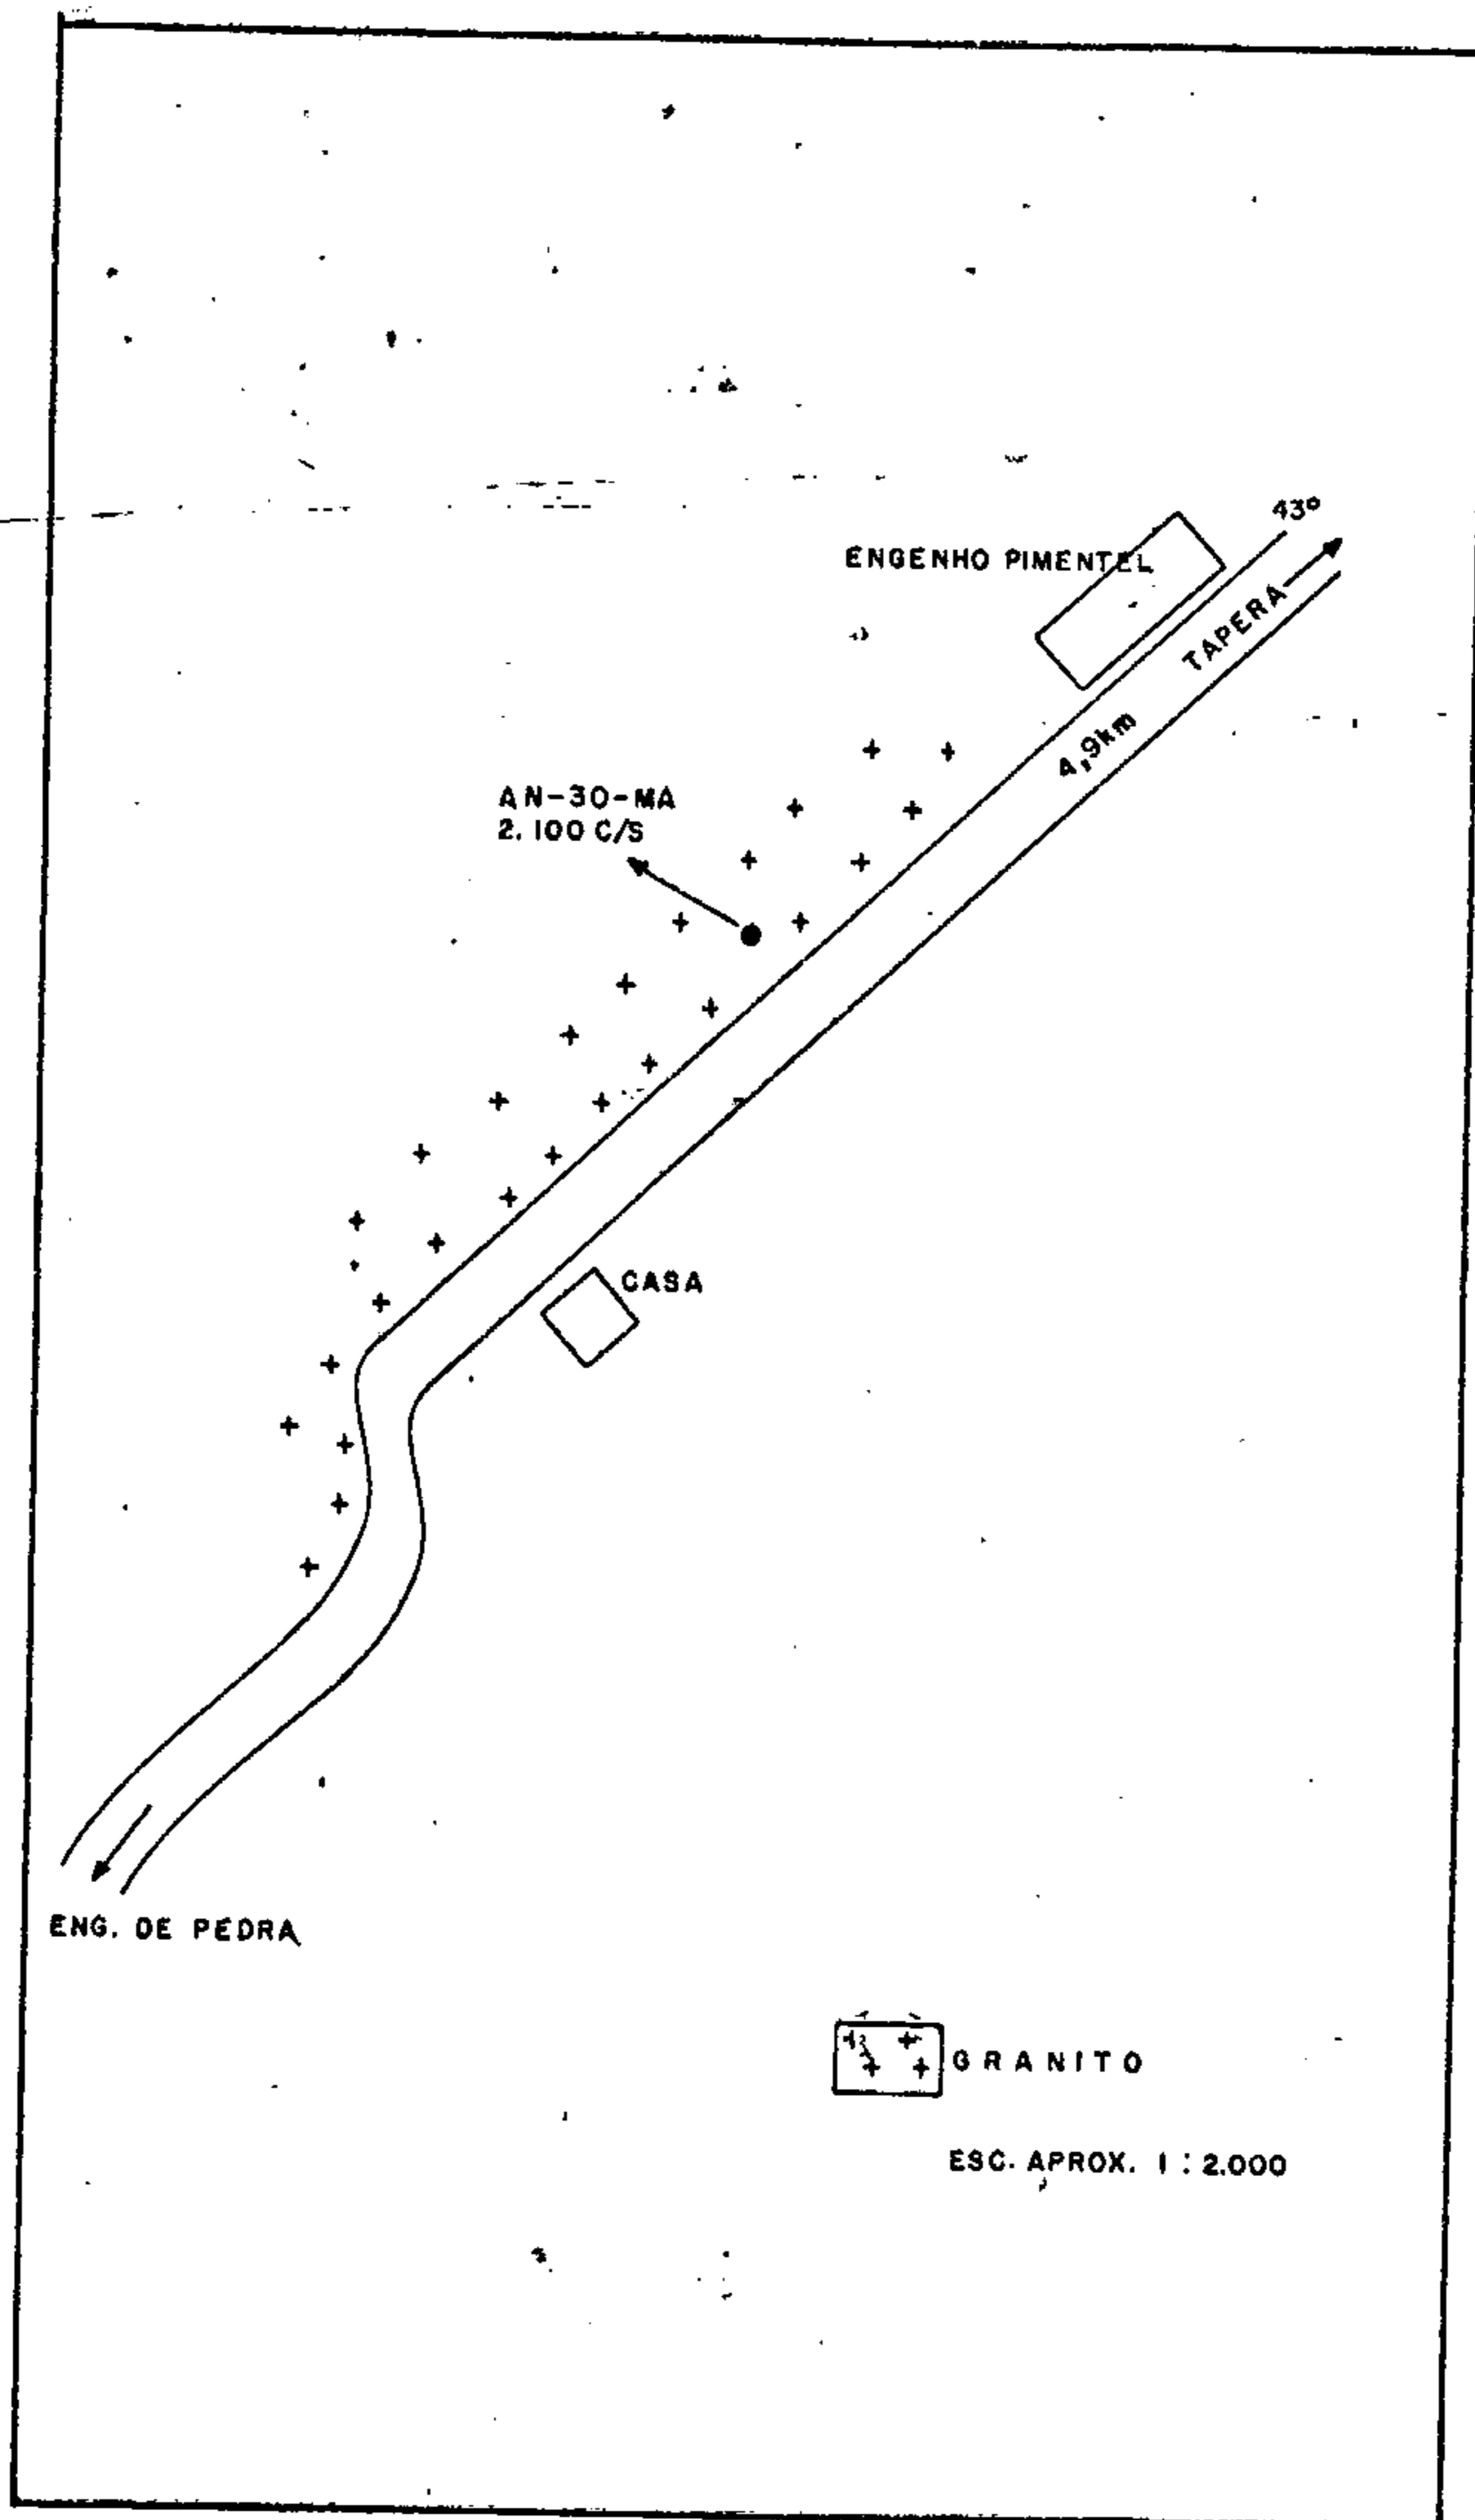 43º
ENGENHO PIMENTEL
TAPERA
4,9km
AN-30-MA
2.100 C/S
CASA
ENG. DE PEDRA
GRANITO
ESC. APROX. 1 : 2.000